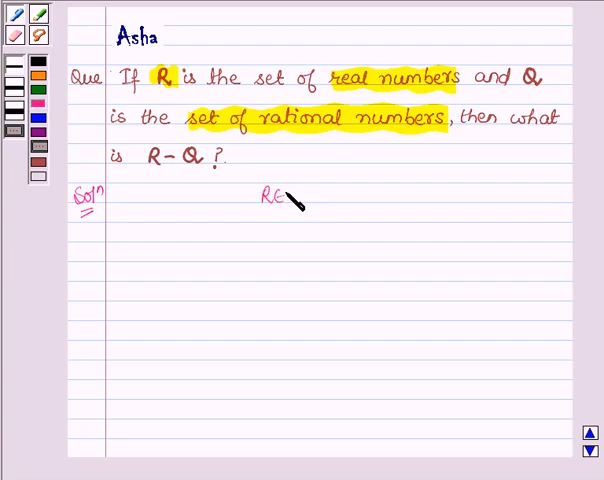 Asha
Que If R is the set of real numbers and Q
is the set of rational numbers, then what
is R - Q ?
Soln RE